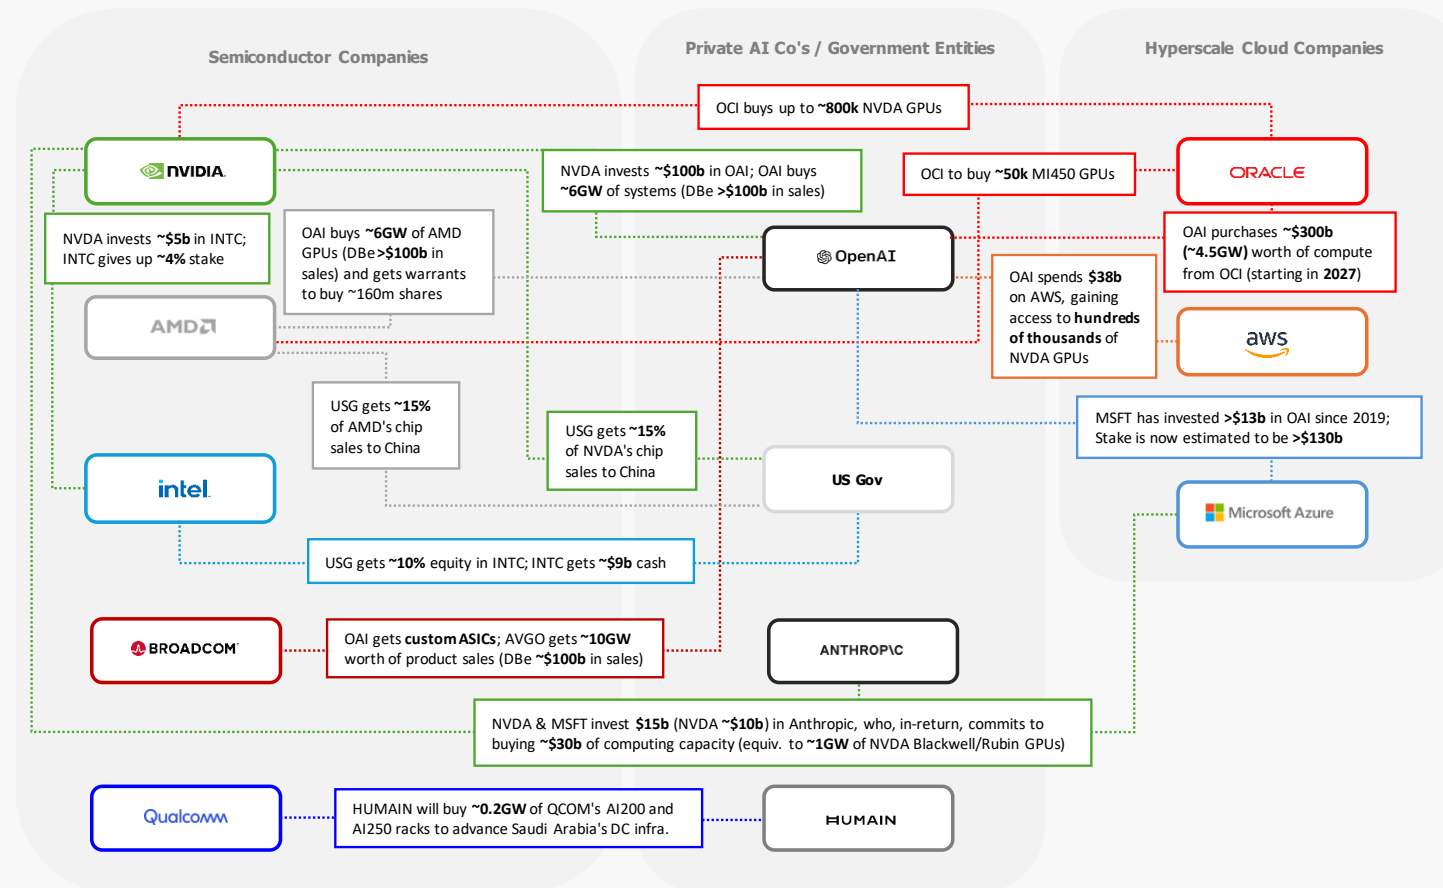 Semiconductor Companies
Private AI Co's / Government Entities
Hyperscale Cloud Companies
OCI buys up to ~800k NVDA GPUs
NVIDIA
NVDA invests ~$100b in OAI; OAI buys
~6GW of systems (DBe >$100b in sales)
OCI to buy ~50k MI450 GPUs
ORACLE
NVDA invests ~$5b in INTC;
INTC gives up ~4% stake
OAI buys ~6GW of AMD
GPUs (DBe >$100b in
sales) and gets warrants
to buy ~160m shares
OpenAI
OAI purchases ~$300b
(~4.5GW) worth of compute
from OCI (starting in 2027)
AMD
OAI spends $38b
on AWS, gaining
access to hundreds
of thousands of
NVDA GPUs
aws
USG gets ~15%
of AMD's chip
sales to China
USG gets ~15%
of NVDA's chip
sales to China
MSFT has invested >$13b in OAI since 2019;
Stake is now estimated to be >$130b
intel.
US Gov
Microsoft Azure
USG gets ~10% equity in INTC; INTC gets ~$9b cash
BROADCOM
OAI gets custom ASICs; AVGO gets ~10GW
worth of product sales (DBe ~$100b in sales)
ANTHROP\C
NVDA & MSFT invest $15b (NVDA ~$10b) in Anthropic, who, in-return, commits to
buying ~$30b of computing capacity (equiv. to ~1GW of NVDA Blackwell/Rubin GPUs)
Qualcomm
HUMAIN will buy ~0.2GW of QCOM's AI200 and
AI250 racks to advance Saudi Arabia's DC infra.
HUMAIN